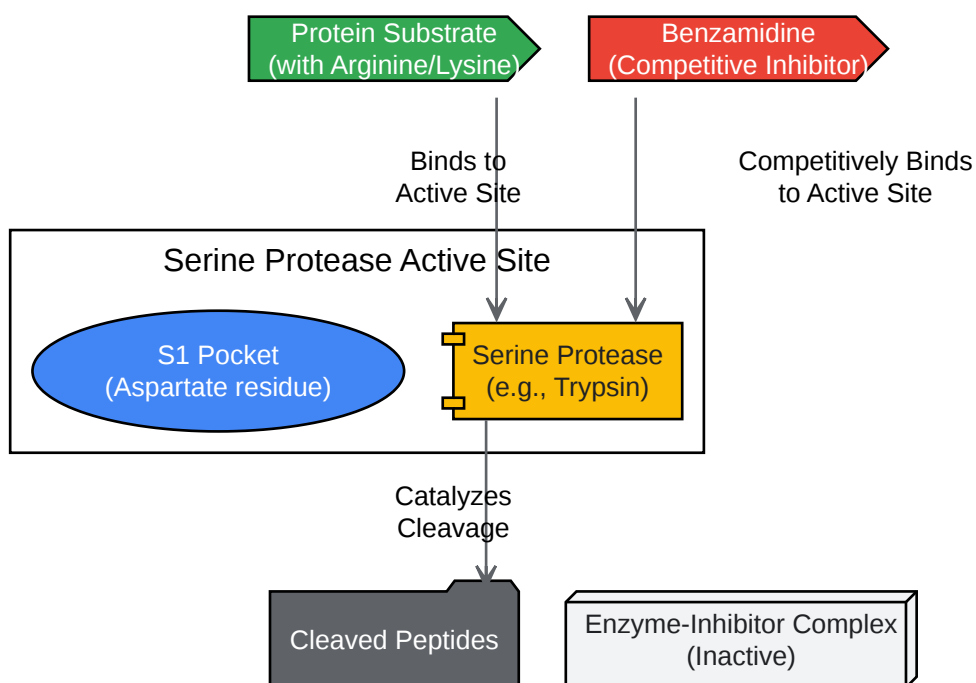 Protein Substrate
(with Arginine/Lysine)
Benzamidine
(Competitive Inhibitor)
Binds to
Active Site
Competitively Binds
to Active Site
Serine Protease Active Site
S1 Pocket
(Aspartate residue)
Serine Protease
(e.g., Trypsin)
Catalyzes
Cleavage
Cleaved Peptides
Enzyme-Inhibitor Complex
(Inactive)